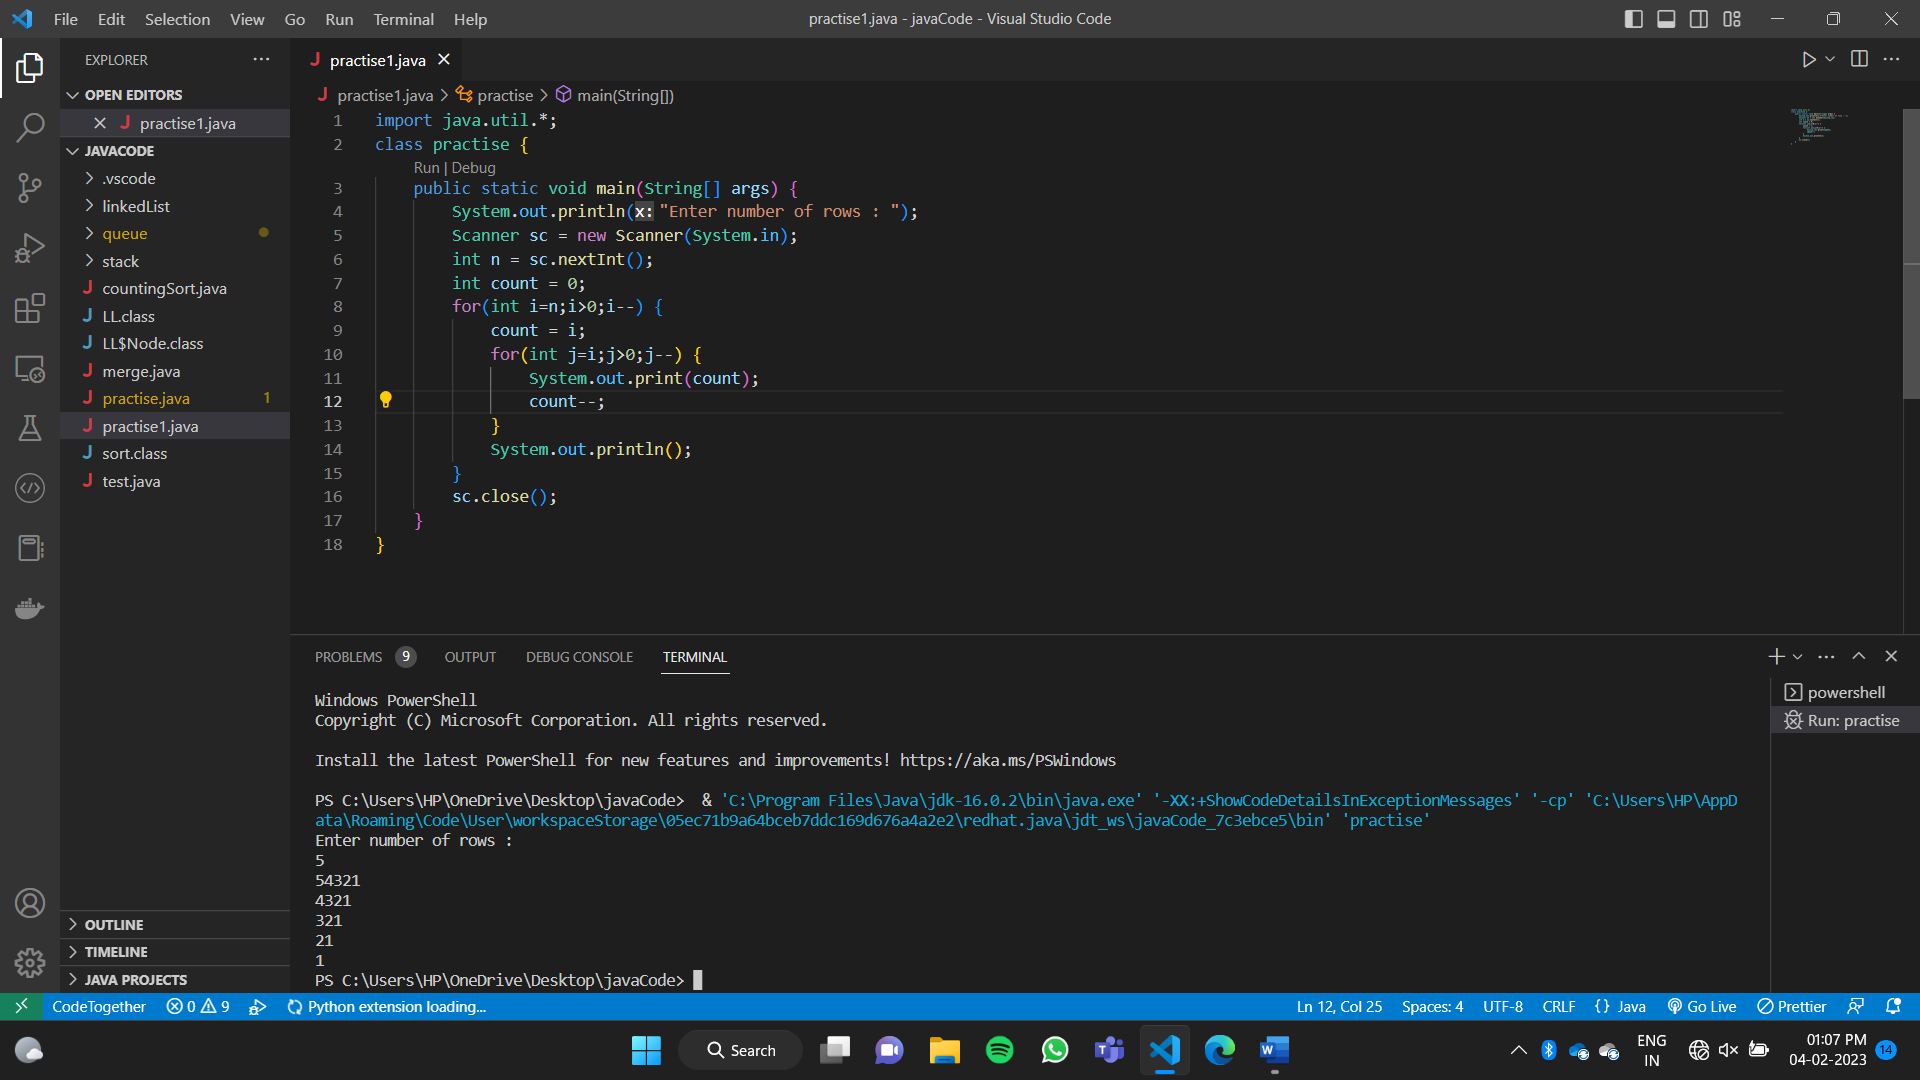 File Edit Selection View Go Run Terminal Help
practise1.java - javaCode - Visual Studio Code
EXPLORER
OPEN EDITORS
practise1.java
JAVACODE
.vscode
linkedList
queue
stack
countingSort.java
LL.class
LL$Node.class
merge.java
practise.java 1
practise1.java
sort.class
test.java
OUTLINE
TIMELINE
JAVA PROJECTS
practise1.java
practise1.java > practise > main(String[])
1 import java.util.*;
2 class practise {
Run | Debug
3 public static void main(String[] args) {
4 System.out.println(x: "Enter number of rows : ");
5 Scanner sc = new Scanner(System.in);
6 int n = sc.nextInt();
7 int count = 0;
8 for(int i=n;i>0;i--) {
9 count = i;
10 for(int j=i;j>0;j--) {
11 System.out.print(count);
12 count--;
13 }
14 System.out.println();
15 }
16 sc.close();
17 }
18 }
PROBLEMS 9 OUTPUT DEBUG CONSOLE TERMINAL
Windows PowerShell
Copyright (C) Microsoft Corporation. All rights reserved.
Install the latest PowerShell for new features and improvements! https://aka.ms/PSWindows
PS C:\Users\HP\OneDrive\Desktop\javaCode>  & 'C:\Program Files\Java\jdk-16.0.2\bin\java.exe' '-XX:+ShowCodeDetailsInExceptionMessages' '-cp' 'C:\Users\HP\AppD
ata\Roaming\Code\User\workspaceStorage\05ec71b9a64bceb7ddc169d676a4a2e2\redhat.java\jdt_ws\javaCode_7c3ebce5\bin' 'practise'
Enter number of rows :
5
54321
4321
321
21
1
PS C:\Users\HP\OneDrive\Desktop\javaCode>
powershell
Run: practise
CodeTogether 0 9 Python extension loading...
Ln 12, Col 25 Spaces: 4 UTF-8 CRLF {} Java Go Live Prettier
Search
ENG
IN
01:07 PM
04-02-2023
14